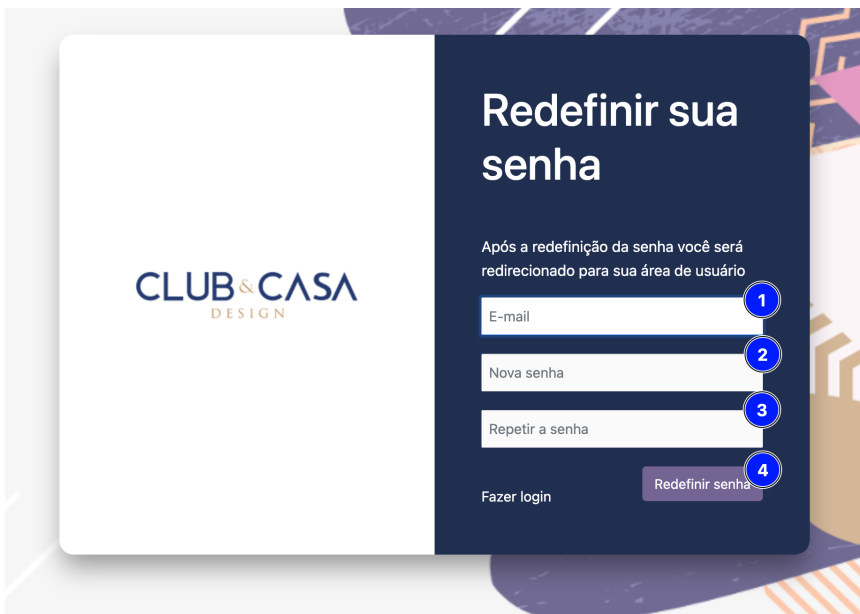 Redefinir sua
senha
Após a redefinição da senha você será
redirecionado para sua área de usuário
CLUB&CASA
DESIGN
1
E-mail
2
Nova senha
3
Repetir a senha
4
Redefinir senha
Fazer login